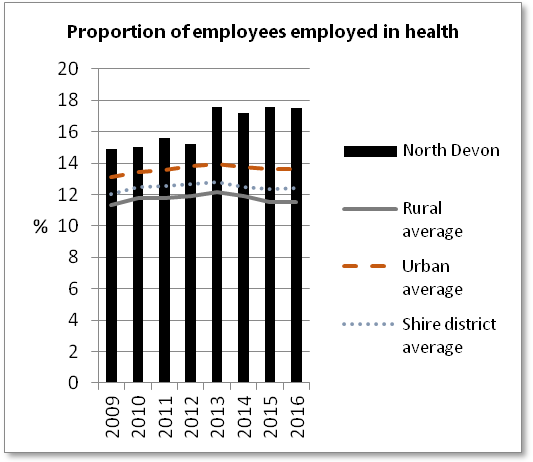 Proportion of employees employed in health
20
18
16
14
12
10
8
6
4
2
0
%
2009
2010
2011
2012
2013
2014
2015
2016
North Devon
Rural
average
Urban
average
Shire district
average